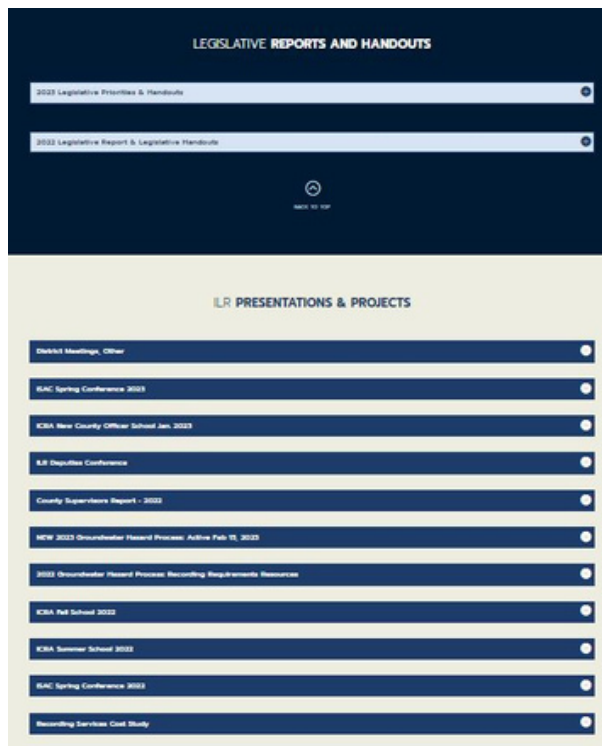 LEGISLATIVE REPORTS AND HANDOUTS
2023 Legislative Priorities & Handouts
2022 Legislative Report & Legislative Handouts
BACK TO TOP
ILR PRESENTATIONS & PROJECTS
District Meetings, Other
ISAC Spring Conference 2023
ICRA New County Officer School Jan. 2023
ILR Deputies Conference
County Supervisors Report - 2022
NEW 2023 Groundwater Hazard Process: Active Feb 15, 2023
2022 Groundwater Hazard Process: Recording Requirements Resources
ICRA Fall School 2022
ICRA Summer School 2022
ISAC Spring Conference 2022
Recording Services Cost Study